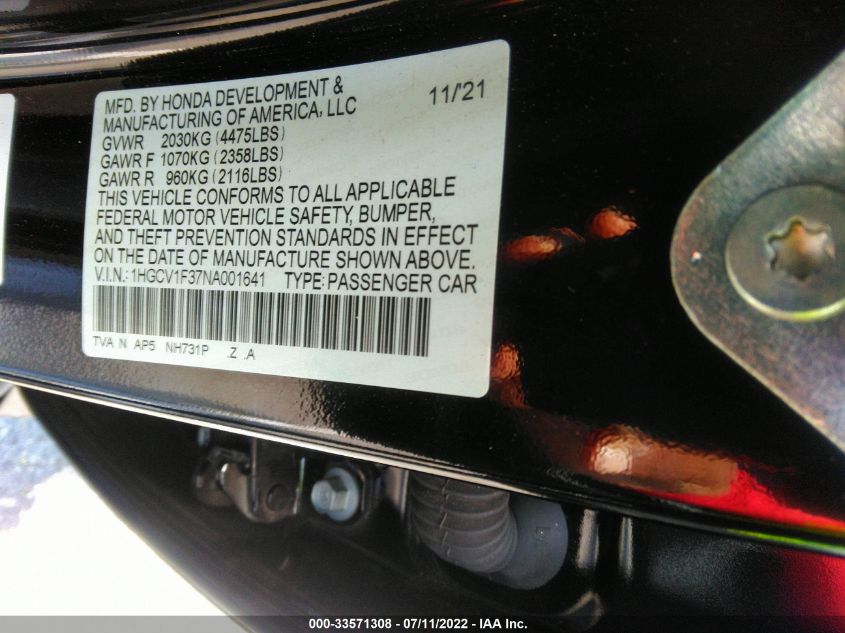 MFD. BY HONDA DEVELOPMENT & 11/'21
MANUFACTURING OF AMERICA, LLC
GVWR 2030KG (4475LBS)
GAWR F 1070KG (2358LBS)
GAWR R 960KG (2116LBS)
THIS VEHICLE CONFORMS TO ALL APPLICABLE
FEDERAL MOTOR VEHICLE SAFETY, BUMPER,
AND THEFT PREVENTION STANDARDS IN EFFECT
ON THE DATE OF MANUFACTURE SHOWN ABOVE.
V.I.N.: 1HGCV1F37NA001641 TYPE: PASSENGER CAR
TVA N AP5 NH731P .Z .A
000-33571308 - 07/11/2022 - IAA Inc.